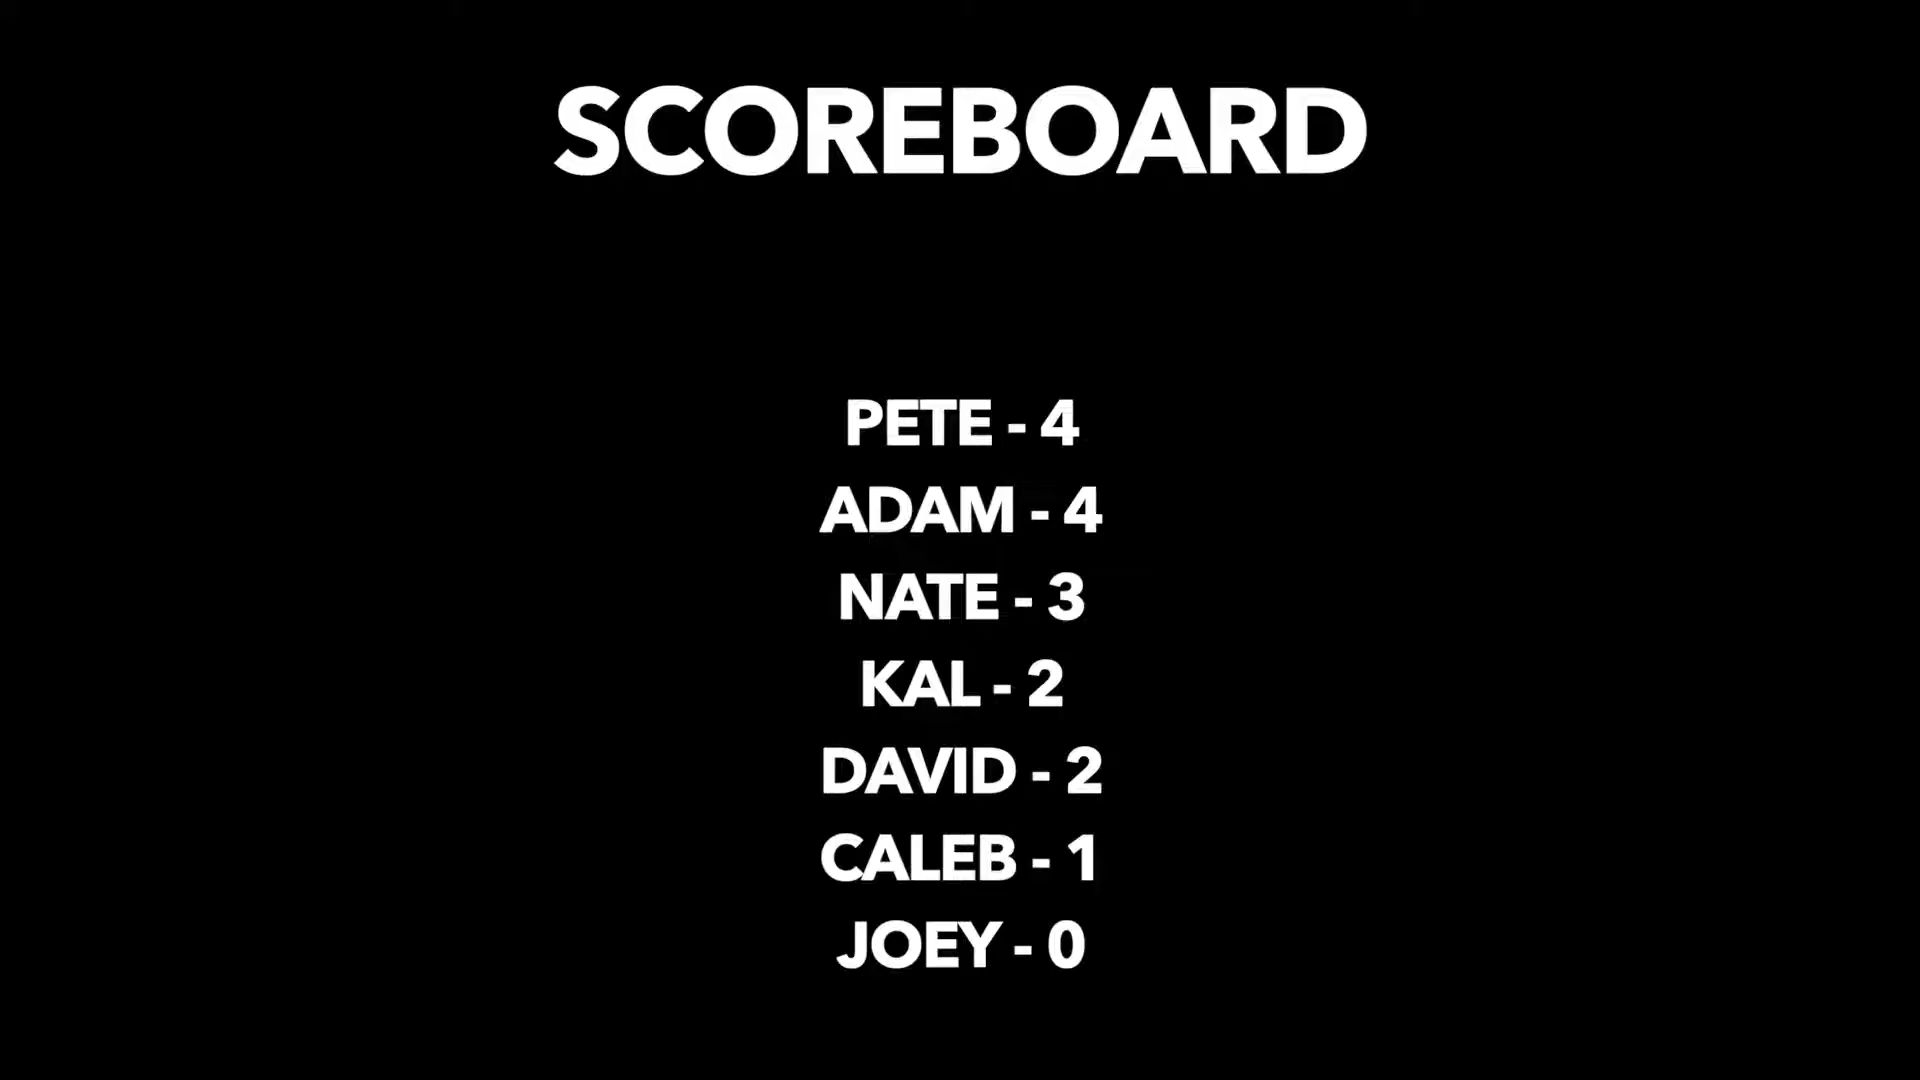 SCOREBOARD
PETE - 4
ADAM - 4
NATE - 3
KAL - 2
DAVID - 2
CALEB - 1
JOEY - 0